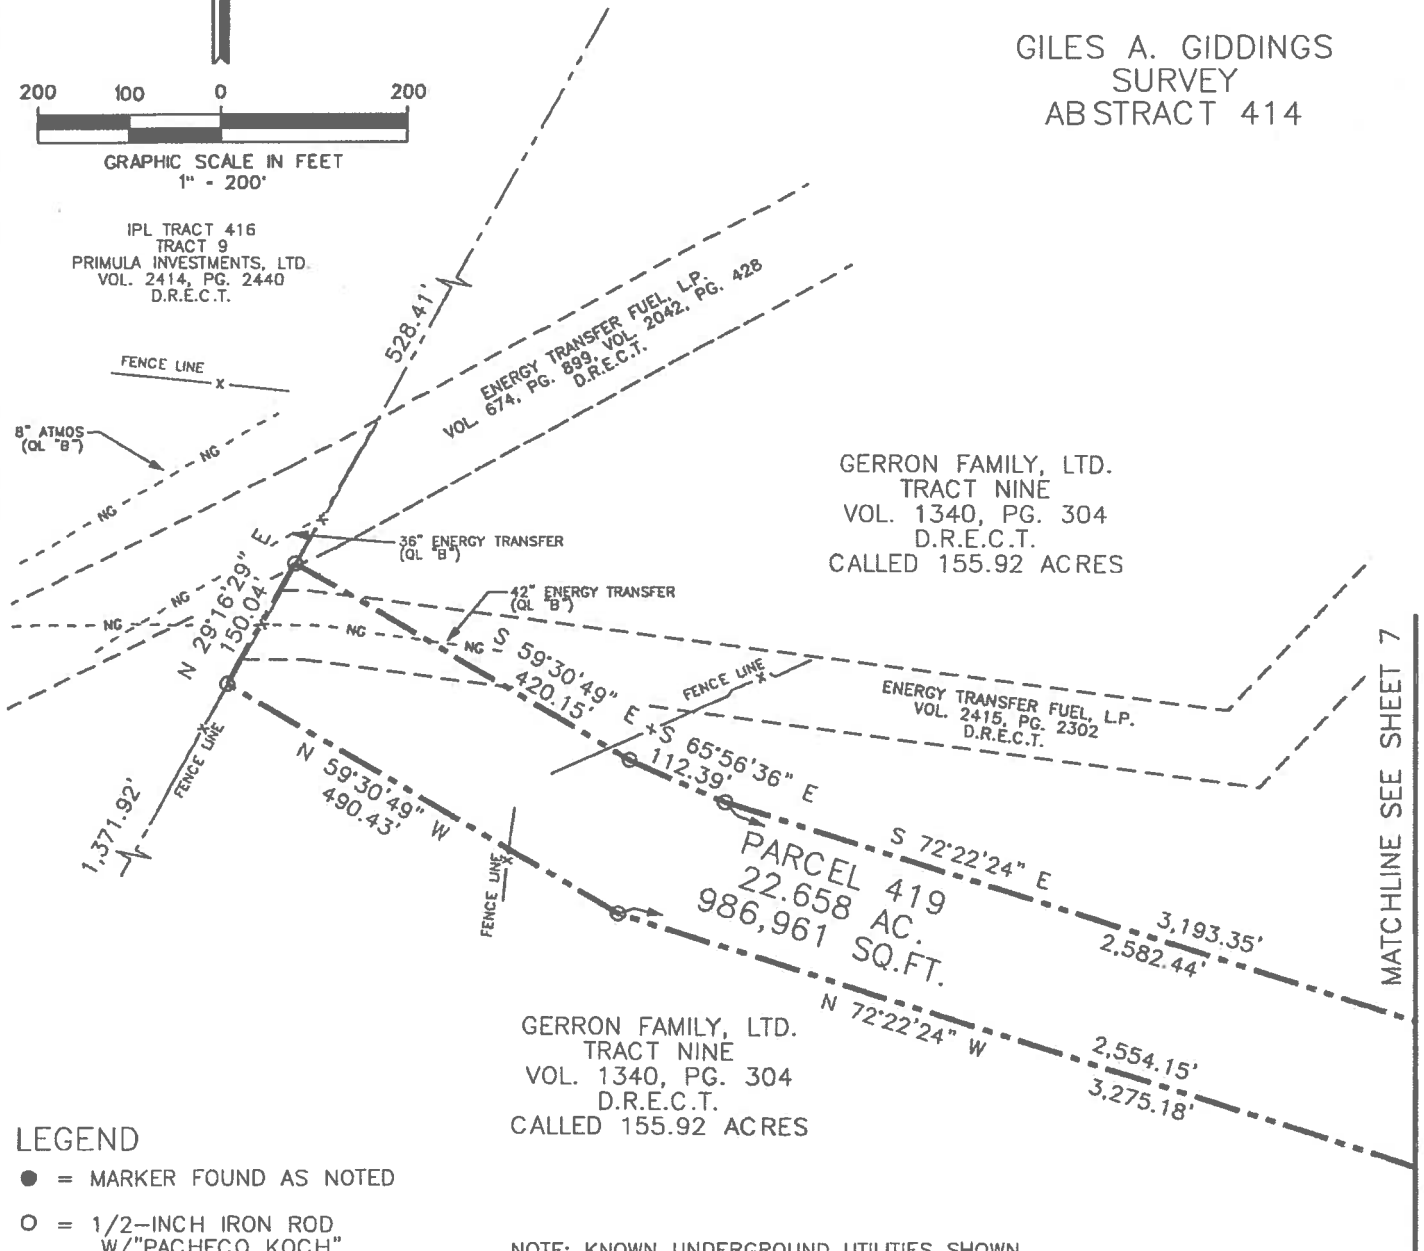 GILES A. GIDDINGS
SURVEY
ABSTRACT 414
200 100 0 200
GRAPHIC SCALE IN FEET
1" - 200'
IPL TRACT 416
TRACT 9
PRIMULA INVESTMENTS, LTD.
VOL. 2414, PG. 2440
D.R.E.C.T.
528.41'
ENERGY TRANSFER FUEL, L.P.
VOL. 674, PG. 899, VOL. 2042, PG. 428
D.R.E.C.T.
FENCE LINE
X
8" ATMOS
(QL "B")
NG
NG
GERRON FAMILY, LTD.
TRACT NINE
VOL. 1340, PG. 304
D.R.E.C.T.
CALLED 155.92 ACRES
X
36" ENERGY TRANSFER
(QL "B")
42" ENERGY TRANSFER
(QL "B")
N 29°16'29" E
150.04'
NG
NG
X
NG
NG
S 59°30'49" E
420.15'
FENCE LINE
X
ENERGY TRANSFER FUEL, L.P.
VOL. 2415, PG. 2302
D.R.E.C.T.
S 65°56'36" E
112.39'
MATCHLINE SEE SHEET 7
X
FENCE LINE
1,371.92'
N 59°30'49" W
490.43'
FENCE LINE
X
S 72°22'24" E
PARCEL 419
22.658 AC.
986,961 SQ.FT.
3,193.35'
2,582.44'
N 72°22'24" W
2,554.15'
3,275.18'
GERRON FAMILY, LTD.
TRACT NINE
VOL. 1340, PG. 304
D.R.E.C.T.
CALLED 155.92 ACRES
LEGEND
● = MARKER FOUND AS NOTED
O = 1/2-INCH IRON ROD
W/"PACHECO KOCH"
NOTE: KNOWN UNDERGROUND UTILITIES SHOWN